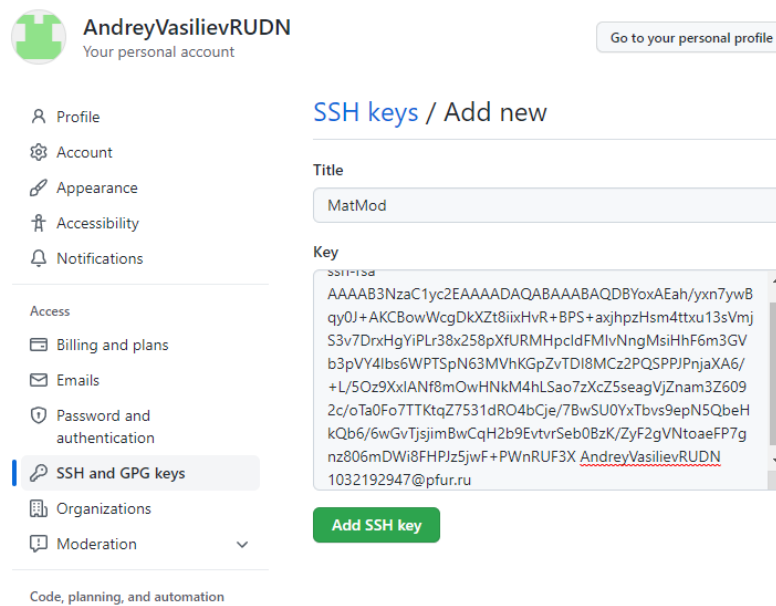 AndreyVasilievRUDN
Your personal account
Go to your personal profile
Profile
Account
Appearance
Accessibility
Notifications
Access
Billing and plans
Emails
Password and
authentication
SSH and GPG keys
Organizations
Moderation
Code, planning, and automation
SSH keys / Add new
Title
MatMod
Key
ssh-rsa
AAAAB3NzaC1yc2EAAAADAQABAAABAQDBYoxAEah/yxn7ywB
qy0J+AKCBowWcgDkXZt8iixHvR+BPS+axjhpzHsm4ttxu13sVmj
S3v7DrxHgYiPLr38x258pXfURMHpcIdFMIvNngMsiHhF6m3GV
b3pVY4Ibs6WPTSpN63MVhKGpZvTDI8MCz2PQSPPJPnjaXA6/
+L/5Oz9XxIANf8mOwHNkM4hLSao7zXcZ5seagVjZnam3Z609
2c/oTa0Fo7TTKtqZ7531dRO4bCje/7BwSU0YxTbvs9epN5QbeH
kQb6/6wGvTjsjimBwCqH2b9EvtvrSeb0BzK/ZyF2gVNtoaeFP7g
nz806mDWi8FHPJz5jwF+PWnRUF3X AndreyVasilievRUDN
1032192947@pfur.ru
Add SSH key